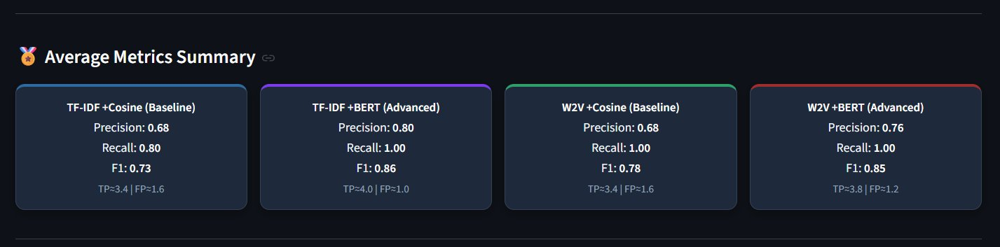 Average Metrics Summary
TF-IDF +Cosine (Baseline)
Precision: 0.68
Recall: 0.80
F1: 0.73
TP≈3.4 | FP≈1.6
TF-IDF +BERT (Advanced)
Precision: 0.80
Recall: 1.00
F1: 0.86
TP≈4.0 | FP≈1.0
W2V +Cosine (Baseline)
Precision: 0.68
Recall: 1.00
F1: 0.78
TP≈3.4 | FP≈1.6
W2V +BERT (Advanced)
Precision: 0.76
Recall: 1.00
F1: 0.85
TP≈3.8 | FP≈1.2